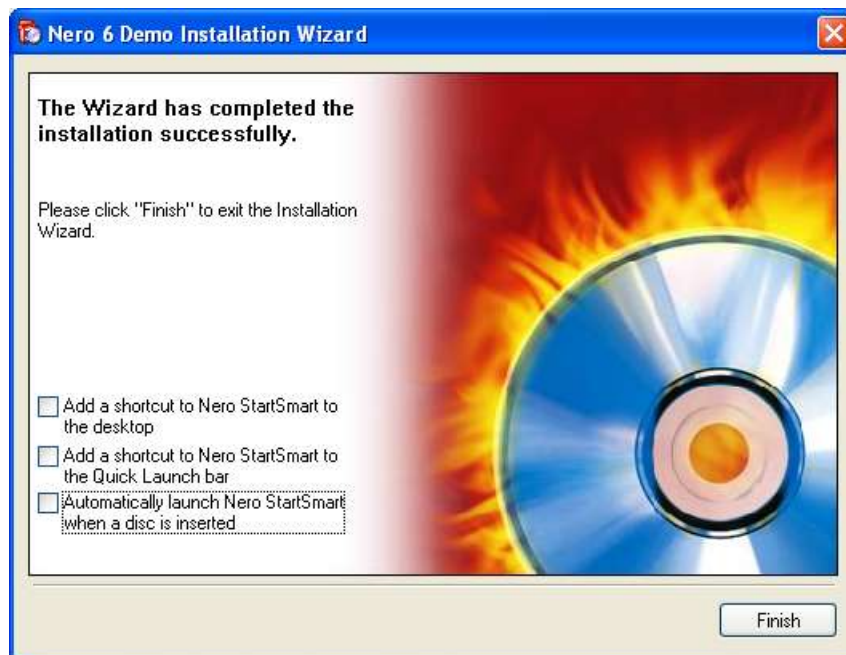 Nero 6 Demo Installation Wizard
The Wizard has completed the
installation successfully.
Please click "Finish" to exit the Installation
Wizard.
Add a shortcut to Nero StartSmart to
the desktop
Add a shortcut to Nero StartSmart to
the Quick Launch bar
Automatically launch Nero StartSmart
when a disc is inserted
Finish